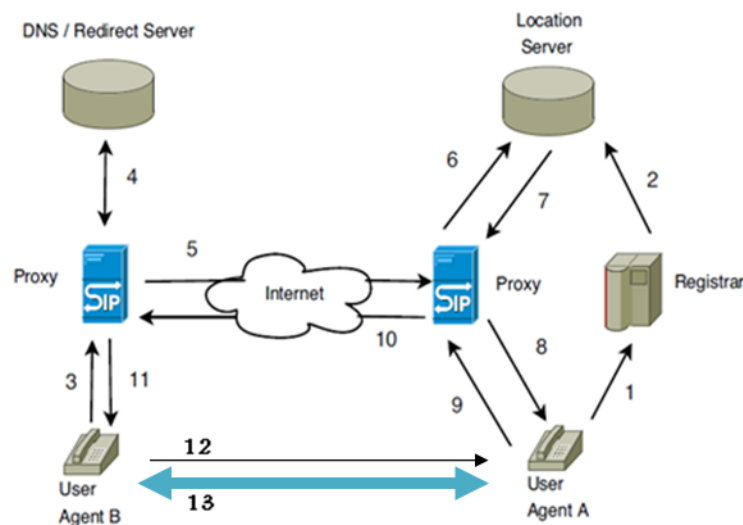 DNS / Redirect Server
Location
Server
4
6
7
2
Proxy
SIP
5
Internet
10
SIP
Proxy
Registrar
3
11
8
9
1
12
13
User
Agent B
User
Agent A